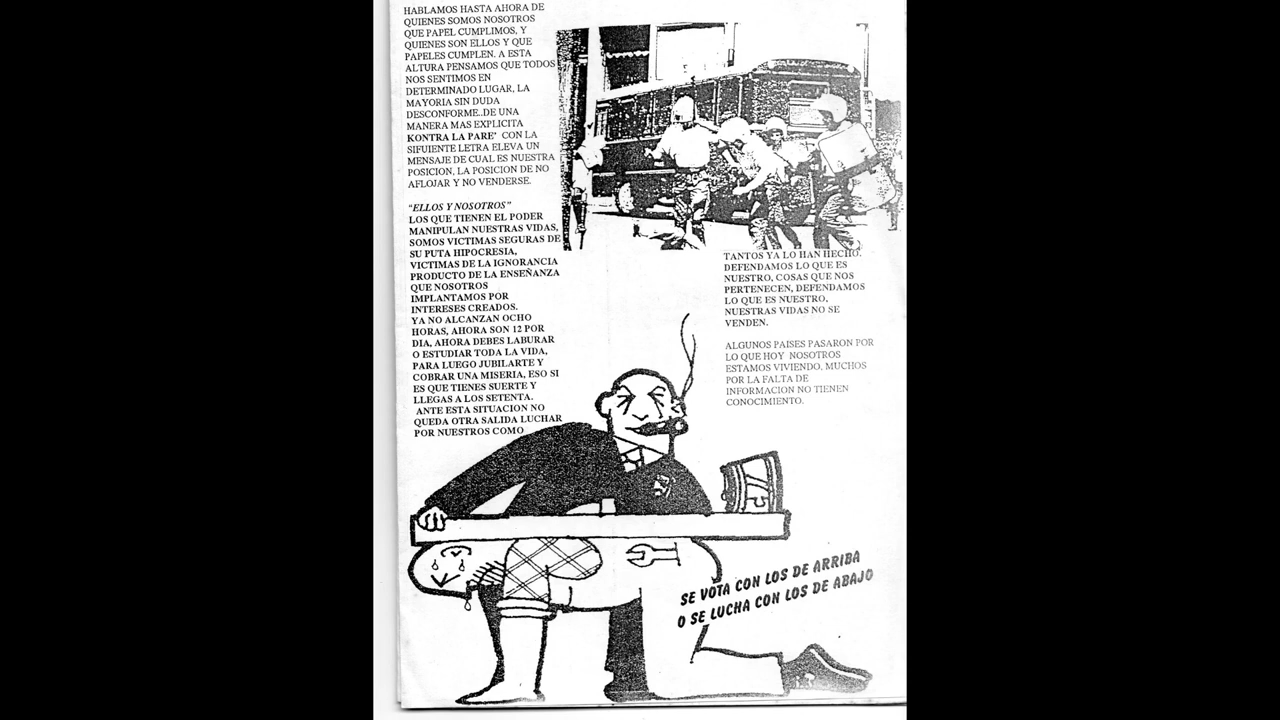 HABLAMOS HASTA AHORA DE
QUIENES SOMOS NOSOTROS
QUE PAPEL CUMPLIMOS, Y
QUIENES SON ELLOS Y QUE
PAPELES CUMPLEN. A ESTA
ALTURA PENSAMOS QUE TODOS
NOS SENTIMOS EN
DETERMINADO LUGAR, LA
MAYORIA SIN DUDA
DESCONFORME..DE UNA
MANERA MAS EXPLICITA
KONTRA LA PARE' CON LA
SIFUIENTE LETRA ELEVA UN
MENSAJE DE CUAL ES NUESTRA
POSICION, LA POSICION DE NO
AFLOJAR Y NO VENDERSE.
"ELLOS Y NOSOTROS"
LOS QUE TIENEN EL PODER
MANIPULAN NUESTRAS VIDAS,
SOMOS VICTIMAS SEGURAS DE
SU PUTA HIPOCRESIA,
VICTIMAS DE LA IGNORANCIA
PRODUCTO DE LA ENSEÑANZA
QUE NOSOTROS
IMPLANTAMOS POR
INTERESES CREADOS.
YA NO ALCANZAN OCHO
HORAS, AHORA SON 12 POR
DIA, AHORA DEBES LABURAR
O ESTUDIAR TODA LA VIDA,
PARA LUEGO JUBILARTE Y
COBRAR UNA MISERIA, ESO SI
ES QUE TIENES SUERTE Y
LLEGAS A LOS SETENTA.
ANTE ESTA SITUACION NO
QUEDA OTRA SALIDA LUCHAR
POR NUESTROS COMO
TANTOS YA LO HAN HECHO.
DEFENDAMOS LO QUE ES
NUESTRO, COSAS QUE NOS
PERTENECEN, DEFENDAMOS
LO QUE ES NUESTRO.
NUESTRAS VIDAS NO SE
VENDEN.
ALGUNOS PAISES PASARON POR
LO QUE HOY NOSOTROS
ESTAMOS VIVIENDO. MUCHOS
POR LA FALTA DE
INFORMACION NO TIENEN
CONOCIMIENTO.
SE VOTA CON LOS DE ARRIBA
O SE LUCHA CON LOS DE ABAJO